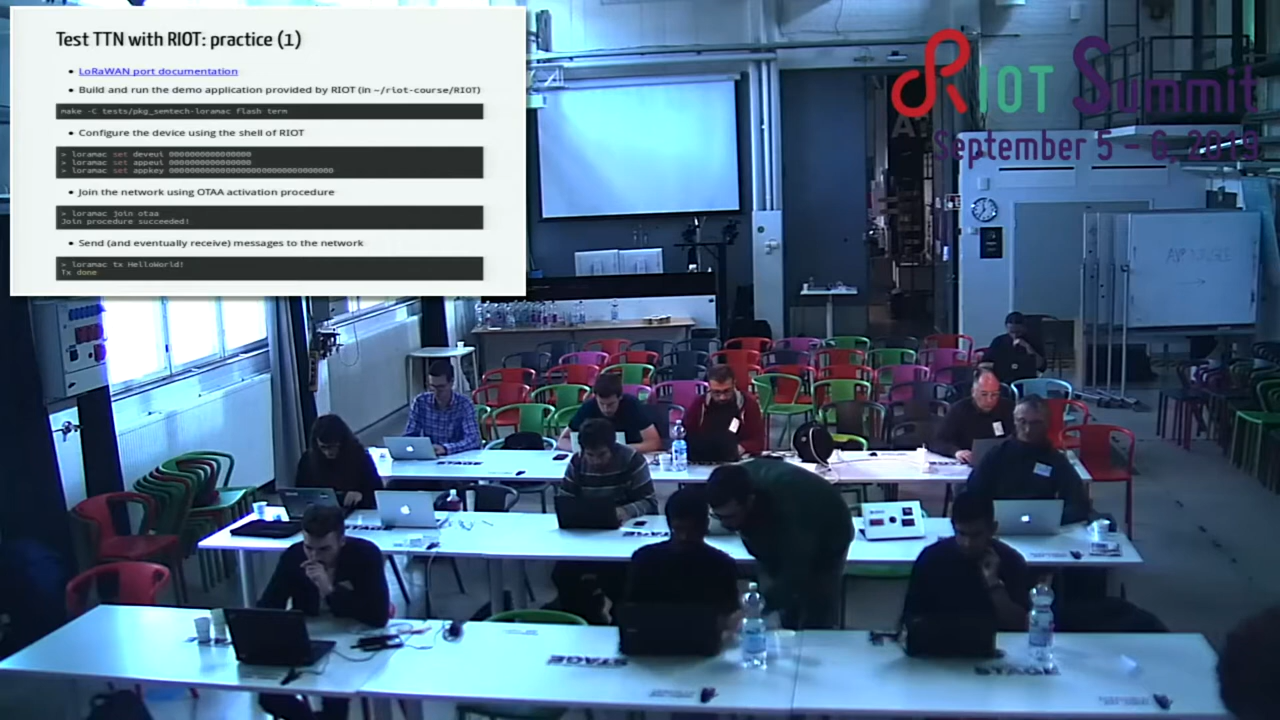 Test TTN with RIOT: practice (1)
• LoRaWAN port documentation
• Build and run the demo application provided by RIOT (in ~/riot-course/RIOT)
make -C tests/pkg_semtech-loramac flash term
• Configure the device using the shell of RIOT
> loramac set deveui 0000000000000000
> loramac set appeui 0000000000000000
> loramac set appkey 00000000000000000000000000000000
• Join the network using OTAA activation procedure
> loramac join otaa
Join procedure succeeded!
• Send (and eventually receive) messages to the network
> loramac tx HelloWorld!
Tx done
RIOT Summit
September 5 - 6, 2019
STAGE